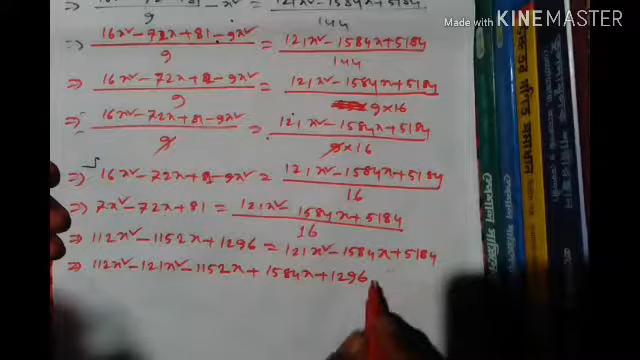 Made with KINEMASTER
144
⇒ 16x² - 72x + 81 - 9x² / 9 = 121x² - 1584x + 5184 / 144
⇒ 16x² - 72x + 81 - 9x² / 9 = 121x² - 1584x + 5184 / 9 × 16
⇒ 16x² - 72x + 81 - 9x² / 9 = 121x² - 1584x + 5184 / 9 × 16
⇒ 16x² - 72x + 81 - 9x² = 121x² - 1584x + 5184 / 16
⇒ 7x² - 72x + 81 = 121x² - 1584x + 5184 / 16
⇒ 112x² - 1152x + 1296 = 121x² - 1584x + 5184
⇒ 112x² - 121x² - 1152x + 1584x + 1296